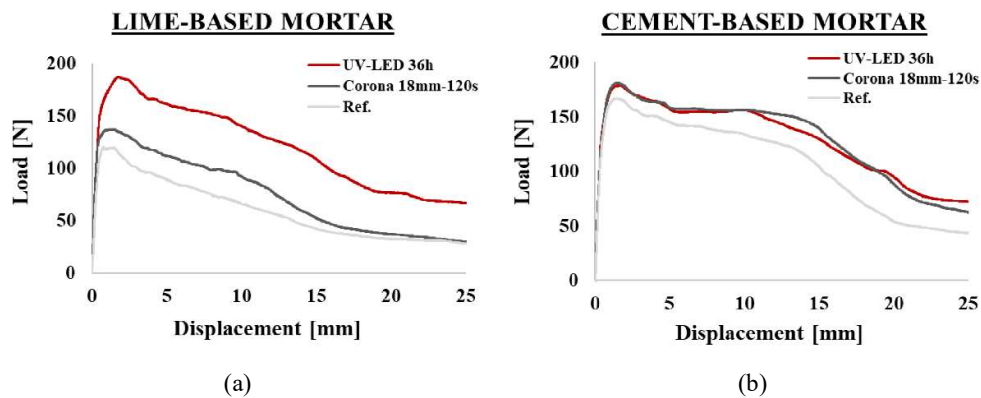 LIME-BASED MORTAR
200
150
100
50
0
Load [N]
UV-LED 36h
Corona 18mm-120s
Ref.
0 5 10 15 20 25
Displacement [mm]
(a)
CEMENT-BASED MORTAR
200
150
100
50
0
Load [N]
UV-LED 36h
Corona 18mm-120s
Ref.
0 5 10 15 20 25
Displacement [mm]
(b)